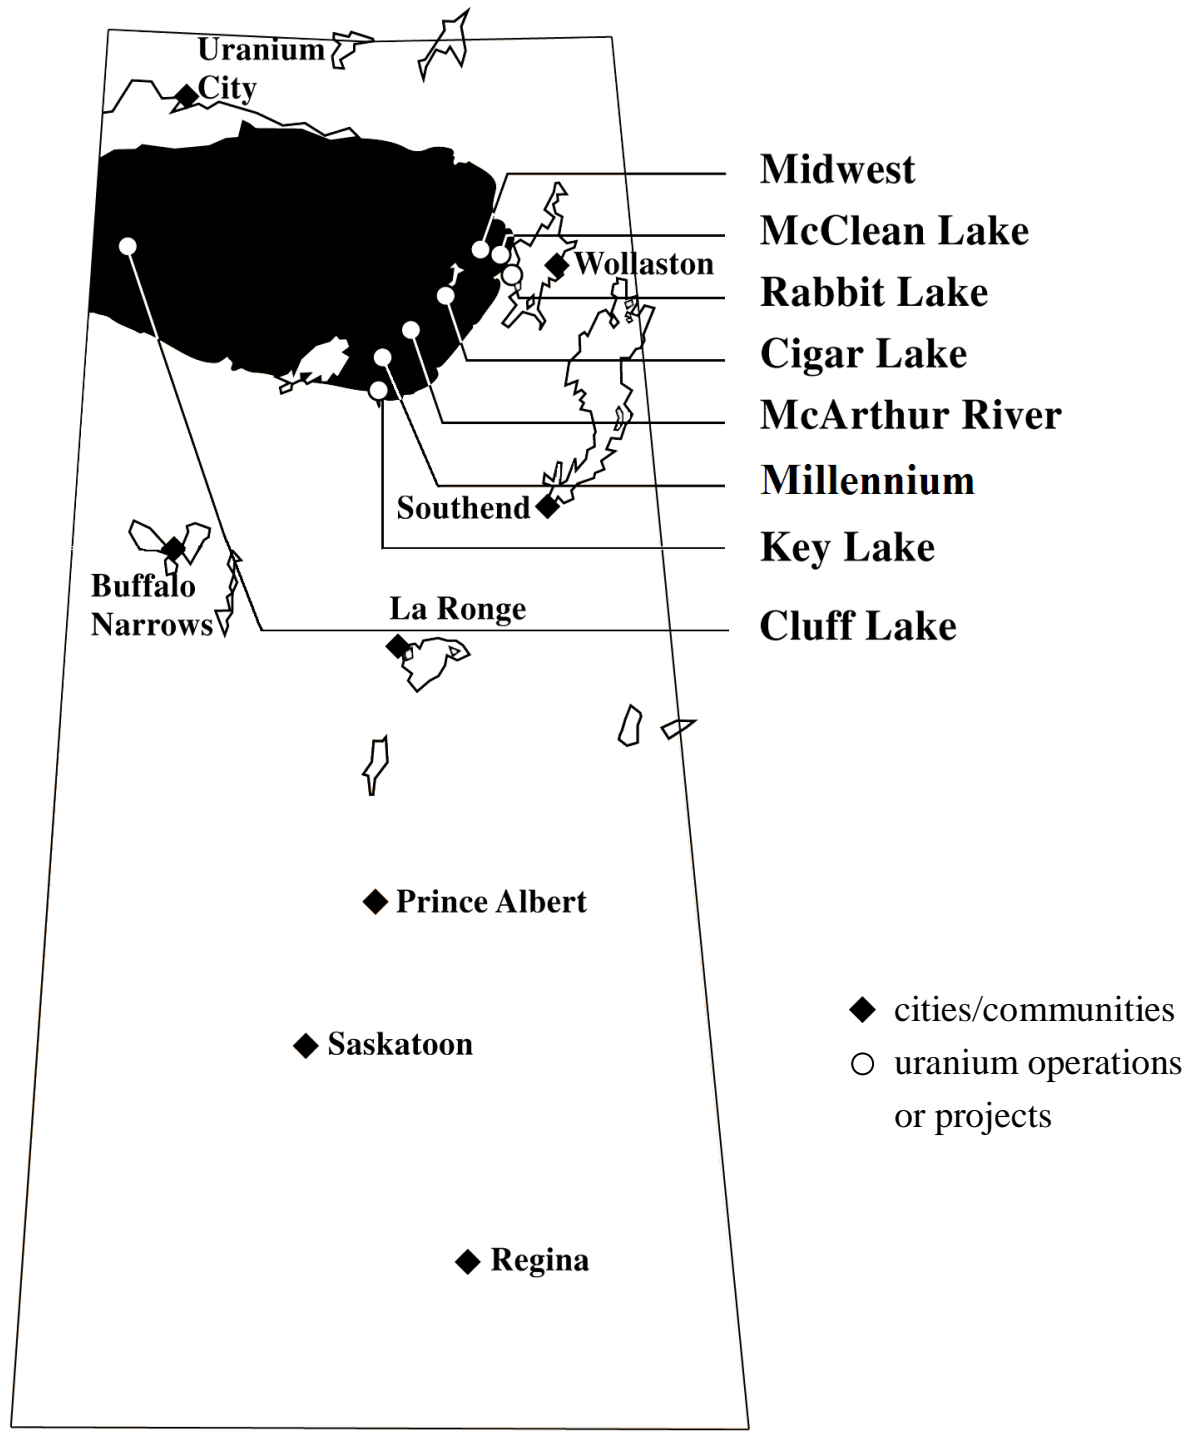 Uranium
City
Midwest
McClean Lake
Wollaston
Rabbit Lake
Cigar Lake
McArthur River
Millennium
Southend
Key Lake
Buffalo
Narrows
La Ronge
Cluff Lake
Prince Albert
Saskatoon
Regina
cities/communities
uranium operations
or projects